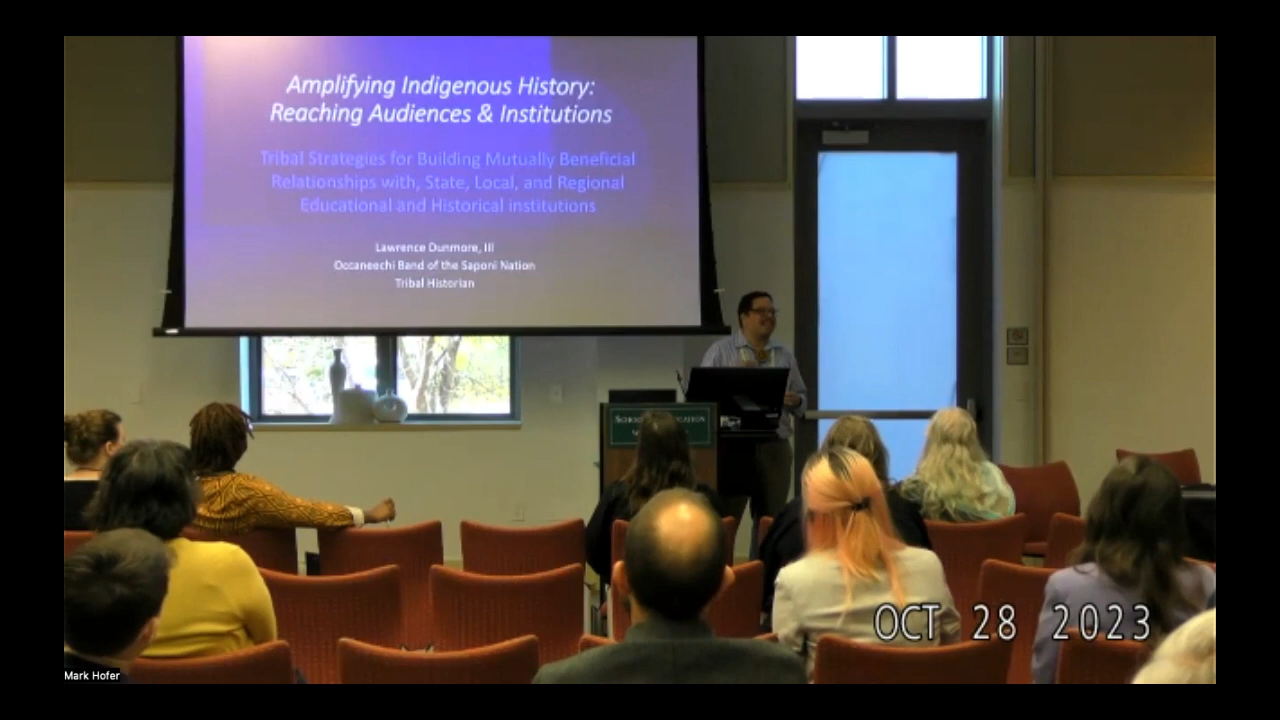 Amplifying Indigenous History:
Reaching Audiences & Institutions
Tribal Strategies for Building Mutually Beneficial
Relationships with, State, Local, and Regional
Educational and Historical institutions
Lawrence Dunmore, III
Occaneechi Band of the Saponi Nation
Tribal Historian
OCT 28 2023
Mark Hofer